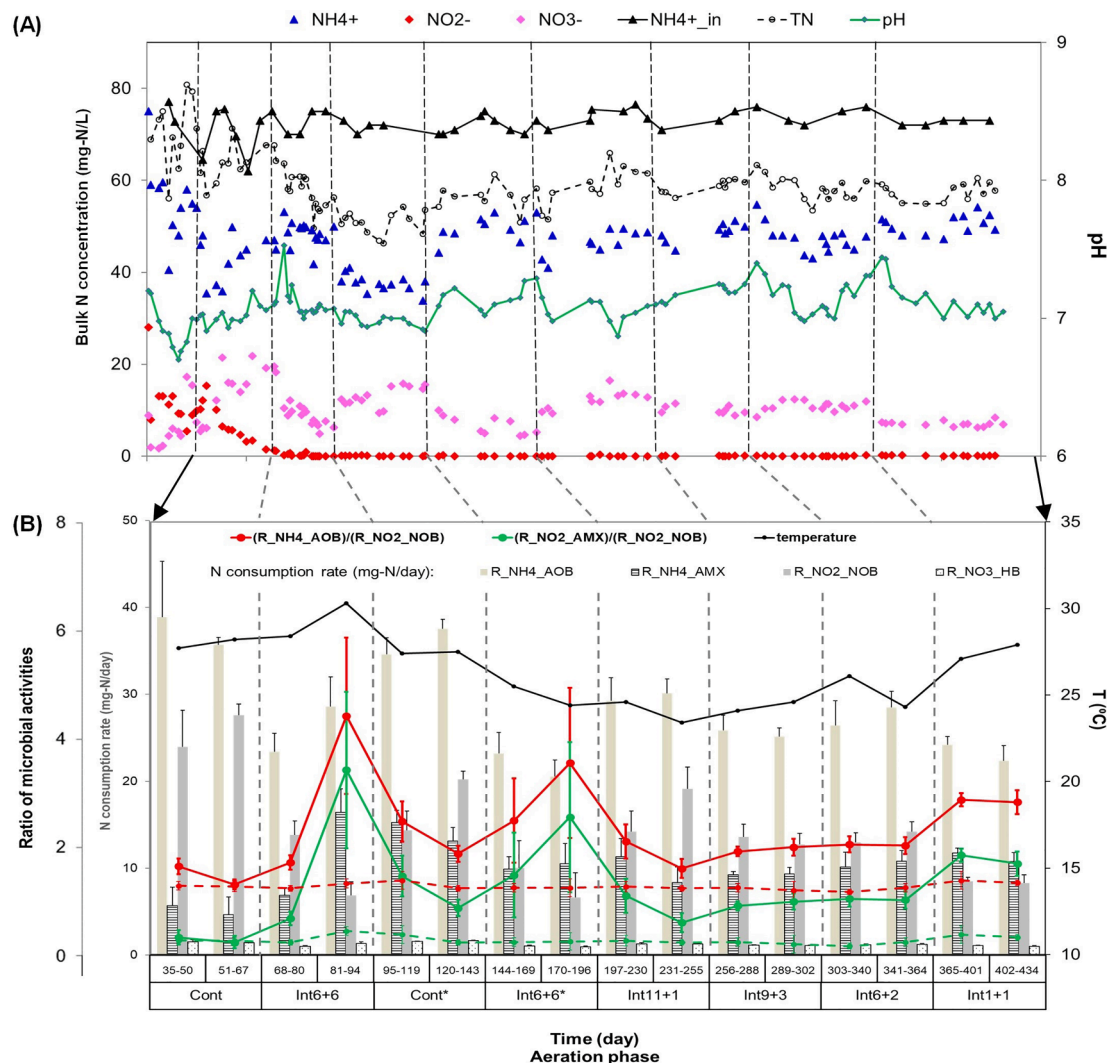 (A)
NH4+ NO2- NO3- NH4+_in TN pH
Bulk N concentration (mg-N/L)
80
60
40
20
0
9
8
7
6
pH
(B)
8
6
4
2
0
Ratio of microbial activities
50
40
30
20
10
0
N consumption rate (mg-N/day)
(R_NH4_AOB)/(R_NO2_NOB) (R_NO2_AMX)/(R_NO2_NOB) temperature
N consumption rate (mg-N/day): R_NH4_AOB R_NH4_AMX R_NO2_NOB R_NO3_HB
35
30
25
20
15
10
T (ºC)
35-50 51-67 68-80 81-94 95-119 120-143 144-169 170-196 197-230 231-255 256-288 289-302 303-340 341-364 365-401 402-434
Cont Int6+6 Cont* Int6+6* Int11+1 Int9+3 Int6+2 Int1+1
Time (day)
Aeration phase